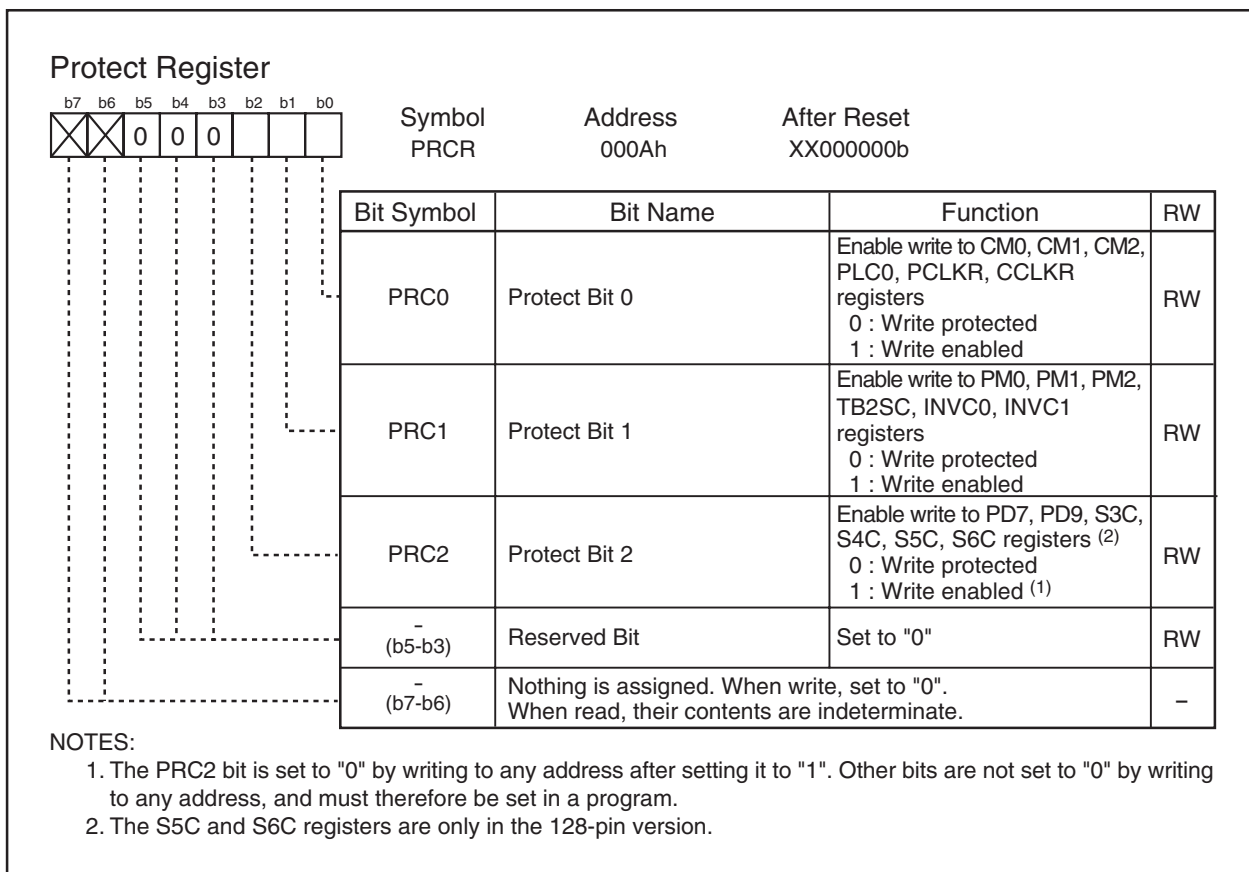 Protect Register
b7 b6 b5 b4 b3 b2 b1 b0
0 0 0
Symbol Address After Reset
PRCR 000Ah XX000000b
Bit Symbol Bit Name Function RW
PRC0 Protect Bit 0 Enable write to CM0, CM1, CM2,
PLC0, PCLKR, CCLKR
registers
0 : Write protected
1 : Write enabled
RW
PRC1 Protect Bit 1 Enable write to PM0, PM1, PM2,
TB2SC, INVC0, INVC1
registers
0 : Write protected
1 : Write enabled
RW
PRC2 Protect Bit 2 Enable write to PD7, PD9, S3C,
S4C, S5C, S6C registers (2)
0 : Write protected
1 : Write enabled (1)
RW
–
(b5-b3) Reserved Bit Set to "0" RW
–
(b7-b6)
Nothing is assigned. When write, set to "0".
When read, their contents are indeterminate.
–
NOTES:
1. The PRC2 bit is set to "0" by writing to any address after setting it to "1". Other bits are not set to "0" by writing
to any address, and must therefore be set in a program.
2. The S5C and S6C registers are only in the 128-pin version.